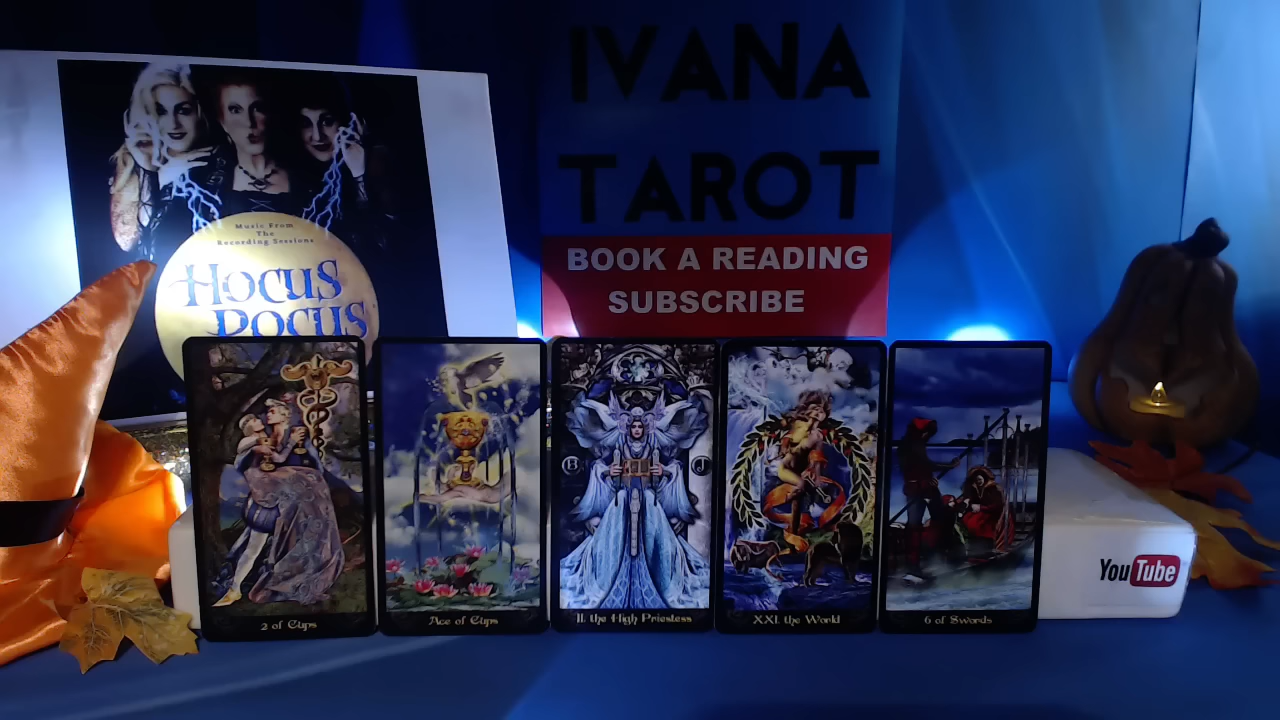 IVANA
TAROT
BOOK A READING
SUBSCRIBE
Music From
The
Recording Sessions
HOCUS
POCUS
2 of Cups
Ace of Cups
B
J
II. the High Priestess
XXI. the World
6 of Swords
YouTube